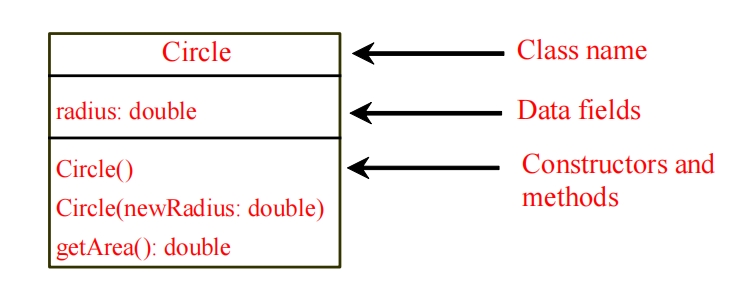 Circle
Class name
radius: double
Data fields
Circle()
Circle(newRadius: double)
getArea(): double
Constructors and
methods